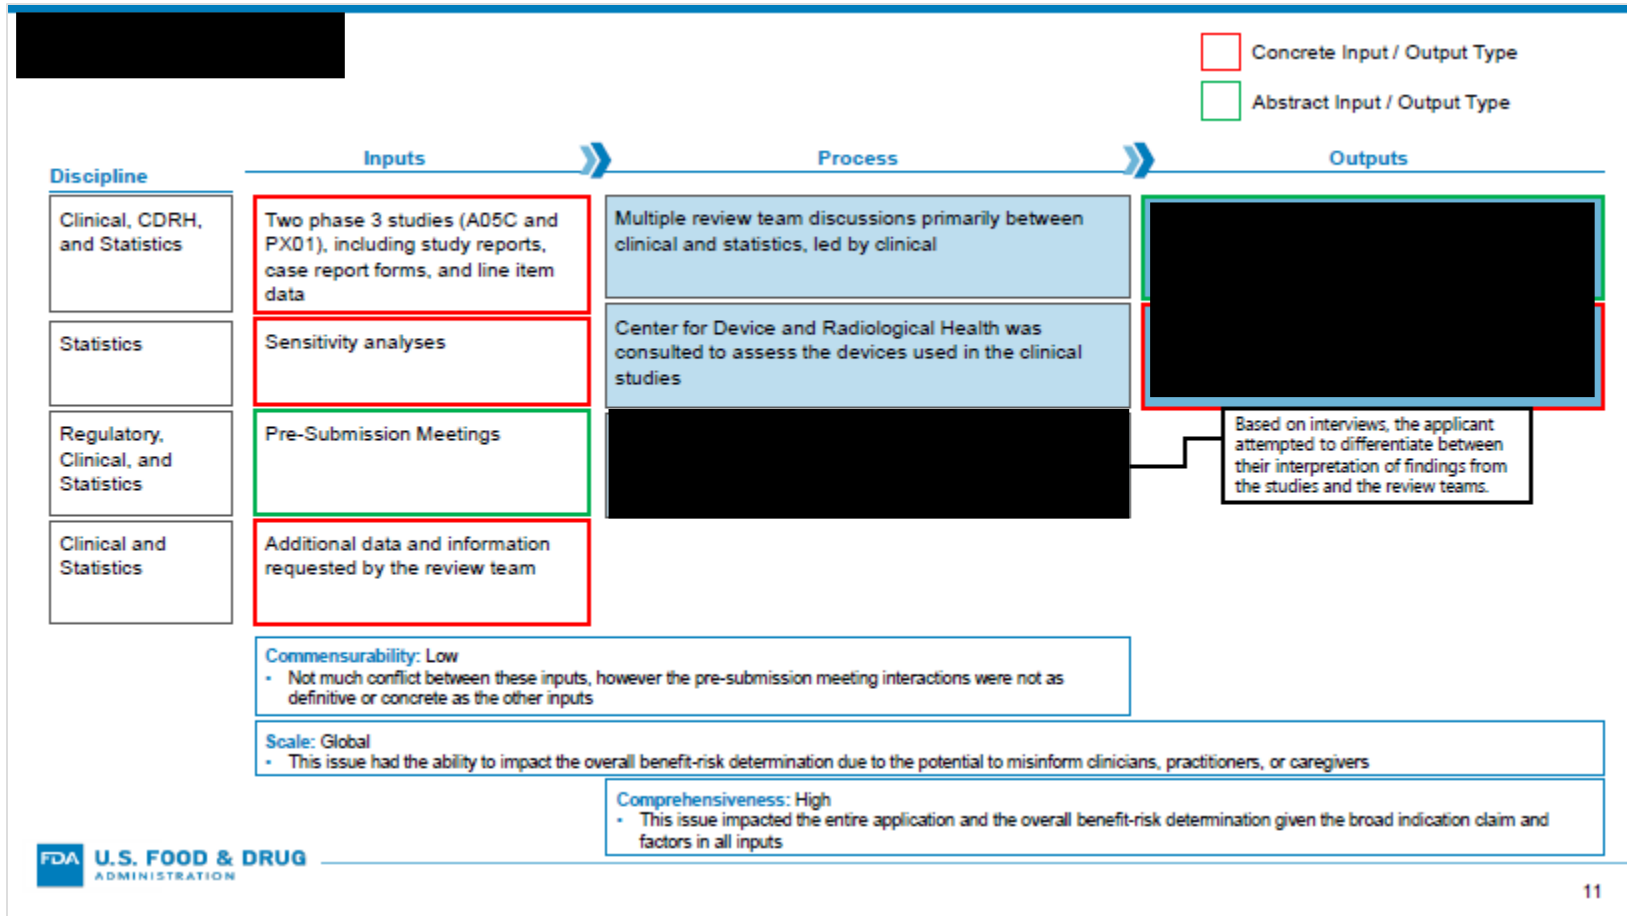 Concrete Input / Output Type
Abstract Input / Output Type
Discipline
Inputs
Process
Outputs
Clinical, CDRH,
and Statistics
Two phase 3 studies (A05C and
PX01), including study reports,
case report forms, and line item
data
Multiple review team discussions primarily between
clinical and statistics, led by clinical
Statistics
Sensitivity analyses
Center for Device and Radiological Health was
consulted to assess the devices used in the clinical
studies
Regulatory,
Clinical, and
Statistics
Pre-Submission Meetings
Based on interviews, the applicant
attempted to differentiate between
their interpretation of findings from
the studies and the review teams.
Clinical and
Statistics
Additional data and information
requested by the review team
Commensurability: Low
• Not much conflict between these inputs, however the pre-submission meeting interactions were not as
definitive or concrete as the other inputs
Scale: Global
• This issue had the ability to impact the overall benefit-risk determination due to the potential to misinform clinicians, practitioners, or caregivers
Comprehensiveness: High
• This issue impacted the entire application and the overall benefit-risk determination given the broad indication claim and
factors in all inputs
FDA U.S. FOOD & DRUG
ADMINISTRATION
11